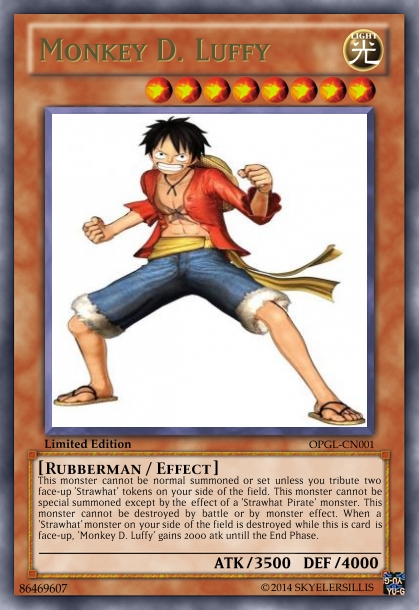 Monkey D. Luffy
LIGHT
光
Limited Edition
OPGL-CN001
[Rubberman / Effect]
This monster cannot be normal summoned or set unless you tribute two
face-up 'Strawhat' tokens on your side of the field. This monster cannot be
special summoned except by the effect of a 'Strawhat Pirate' monster. This
monster cannot be destroyed by battle or by monster effect. When a
'Strawhat' monster on your side of the field is destroyed while this is card is
face-up, 'Monkey D. Luffy' gains 2000 atk untill the End Phase.
ATK/3500 DEF/4000
86469607
©2014 SKYELERSILLIS